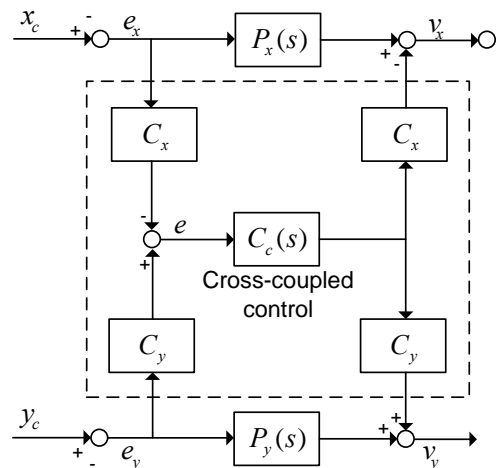 x_c
-
+
e_x
P_x(s)
+
-
v_x
C_x
C_x
-
e
C_c(s)
+
Cross-coupled
control
C_y
C_y
y_c
+
-
e_y
P_y(s)
+
+
v_y